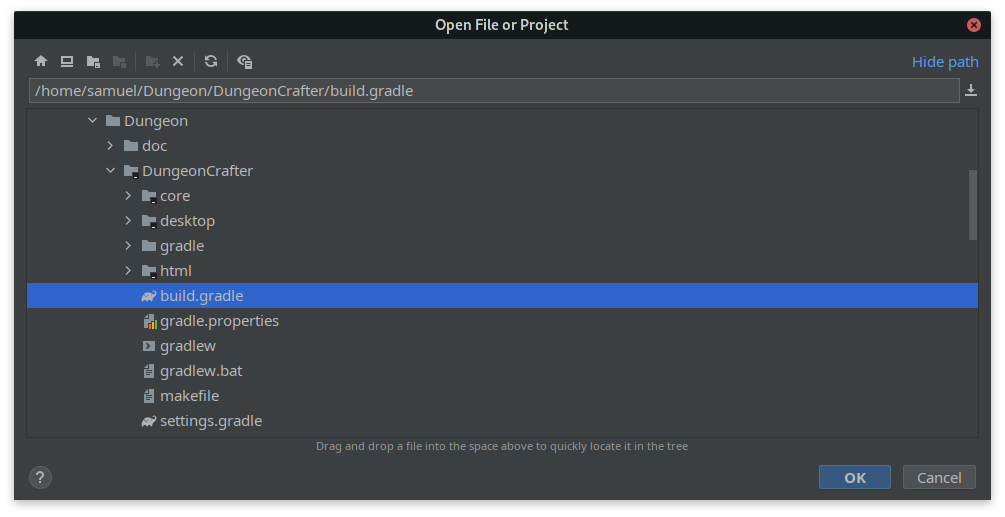 Open File or Project
Hide path
/home/samuel/Dungeon/DungeonCrafter/build.gradle
Dungeon
doc
DungeonCrafter
core
desktop
gradle
html
build.gradle
gradle.properties
gradlew
gradlew.bat
makefile
settings.gradle
Drag and drop a file into the space above to quickly locate it in the tree
?
OK
Cancel